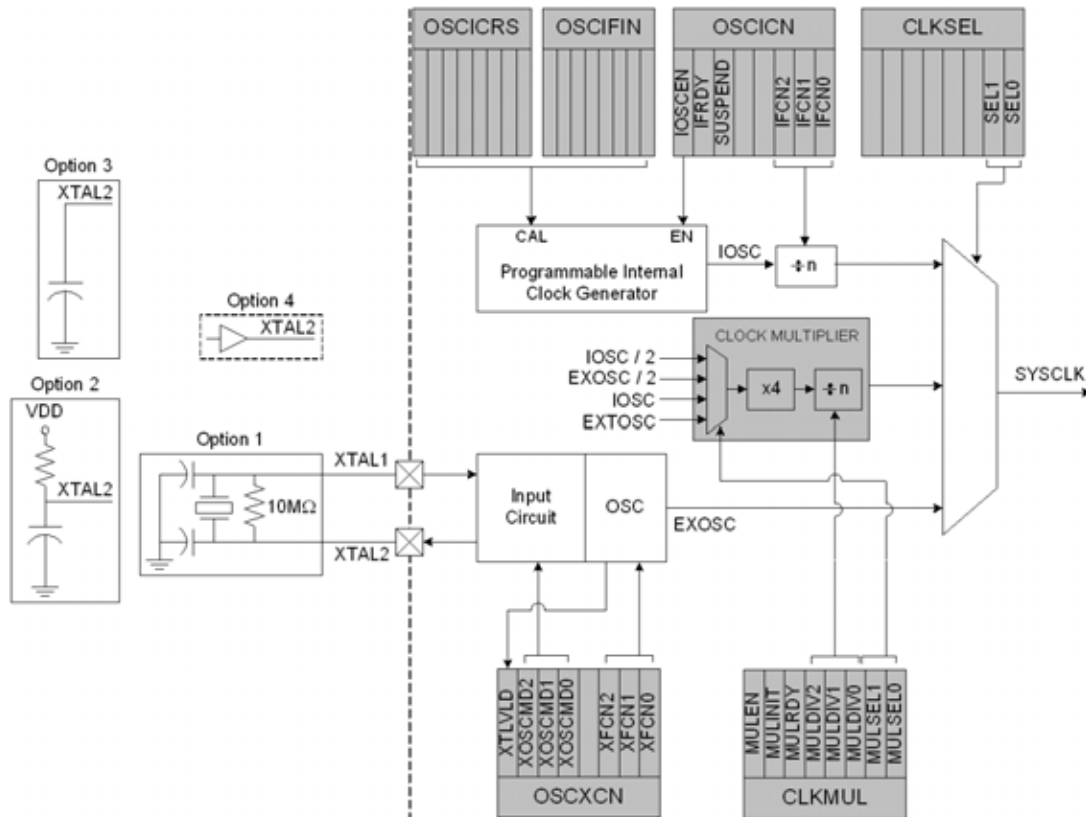 OSCICRS
OSCIFIN
OSCICN
CLKSEL
IOSCEN
IFRDY
SUSPEND
IFCN2
IFCN1
IFCN0
SEL1
SEL0
Option 3
XTAL2
CAL
EN
Programmable Internal
Clock Generator
IOSC
÷ n
Option 4
XTAL2
CLOCK MULTIPLIER
IOSC / 2
EXOSC / 2
IOSC
EXTOSC
x4
÷ n
SYSCLK
Option 2
VDD
XTAL2
Option 1
10MΩ
XTAL1
XTAL2
Input
Circuit
OSC
EXOSC
XTLVLD
XOSCMD2
XOSCMD1
XOSCMD0
XFCN2
XFCN1
XFCN0
OSCXCN
MULEN
MULINIT
MULRDY
MULDIV2
MULDIV1
MULDIV0
MULSEL1
MULSEL0
CLKMUL